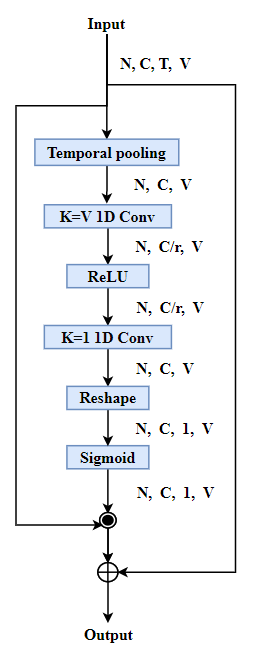 Input
N, C, T, V
Temporal pooling
N, C, V
K=V 1D Conv
N, C/r, V
ReLU
N, C/r, V
K=1 1D Conv
N, C, V
Reshape
N, C, 1, V
Sigmoid
N, C, 1, V
Output